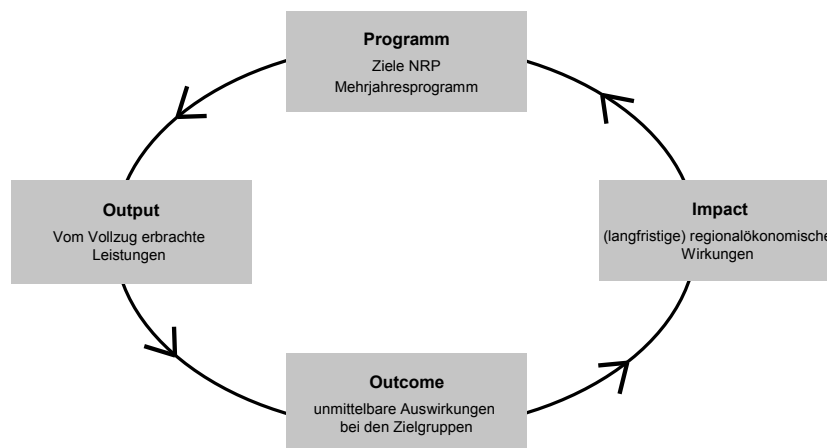 Programm
Ziele NRP
Mehrjahresprogramm
Output
Vom Vollzug erbrachte
Leistungen
Impact
(langfristige) regionalökonomische
Wirkungen
Outcome
unmittelbare Auswirkungen
bei den Zielgruppen